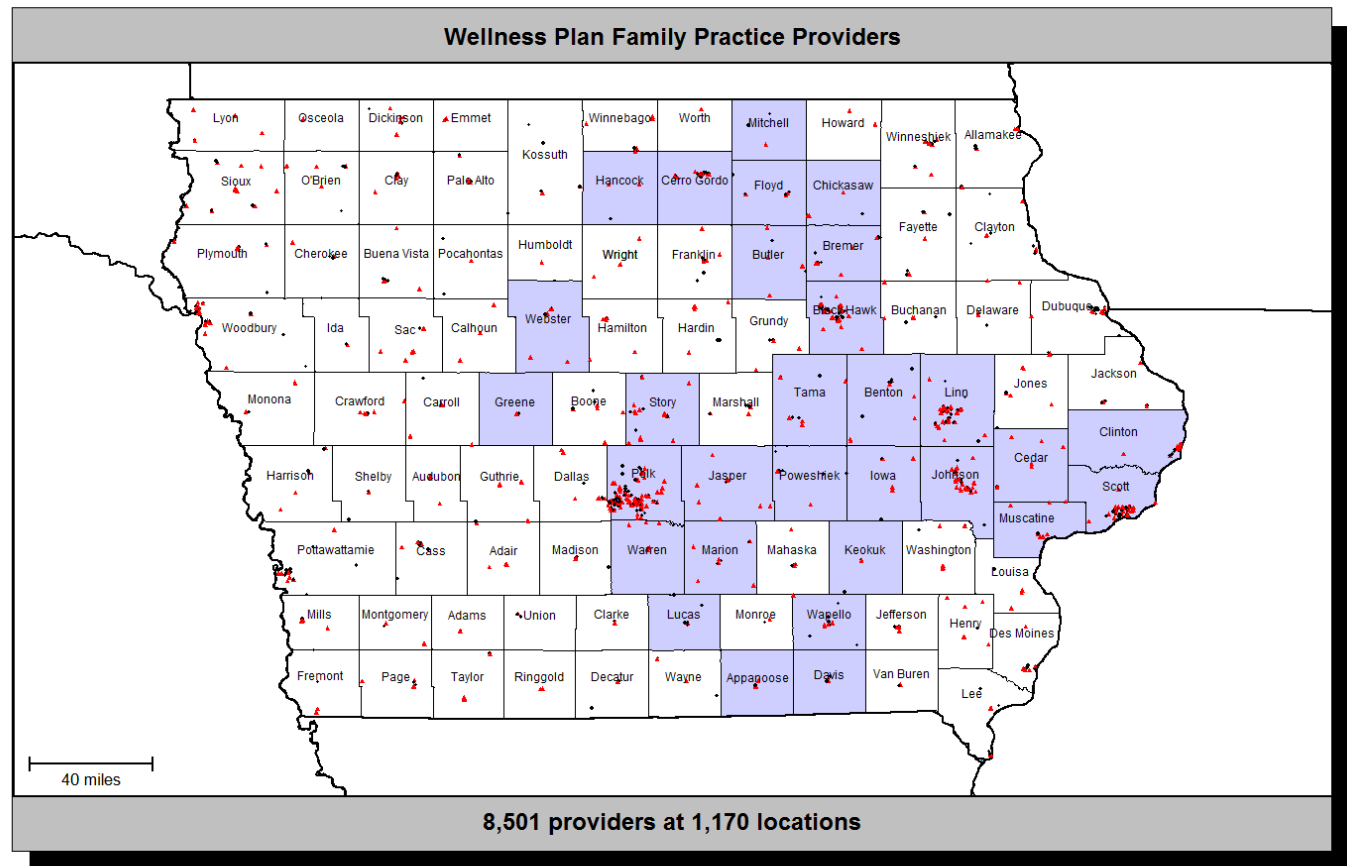 Wellness Plan Family Practice Providers
Lyon
Osceola
Dickinson
Emmet
Kossuth
Winnebago
Worth
Mitchell
Howard
Winneshiek
Allamakee
Sioux
O'Brien
Clay
Palo Alto
Hancock
Cerro Gordo
Floyd
Chickasaw
Fayette
Clayton
Plymouth
Cherokee
Buena Vista
Pocahontas
Humboldt
Wright
Franklin
Butler
Bremer
Woodbury
Ida
Sac
Calhoun
Webster
Hamilton
Hardin
Grundy
Black Hawk
Buchanan
Delaware
Dubuque
Monona
Crawford
Carroll
Greene
Boone
Story
Marshall
Tama
Benton
Linn
Jones
Jackson
Clinton
Harrison
Shelby
Audubon
Guthrie
Dallas
Polk
Jasper
Poweshiek
Iowa
Johnson
Cedar
Scott
Muscatine
Pottawattamie
Cass
Adair
Madison
Warren
Marion
Mahaska
Keokuk
Washington
Louisa
Mills
Montgomery
Adams
Union
Clarke
Lucas
Monroe
Wapello
Jefferson
Henry
Des Moines
Fremont
Page
Taylor
Ringgold
Decatur
Wayne
Appanoose
Davis
Van Buren
Lee
40 miles
8,501 providers at 1,170 locations